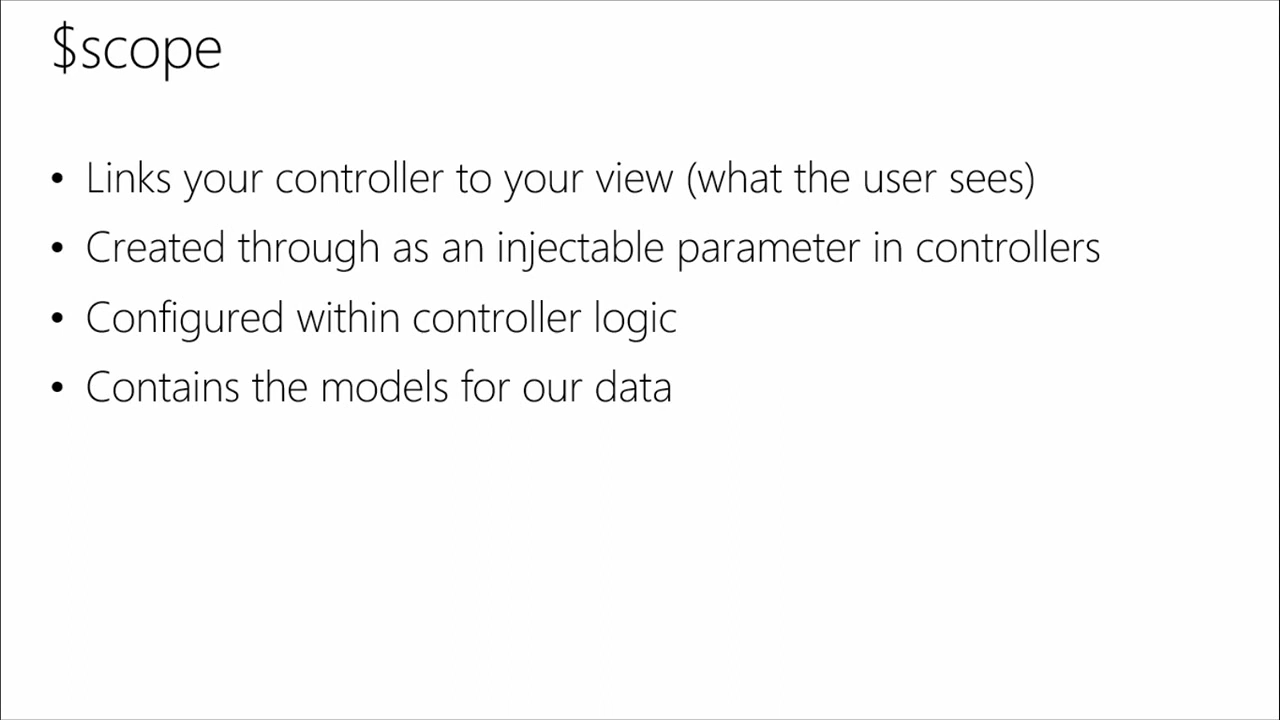 $scope
• Links your controller to your view (what the user sees)
• Created through as an injectable parameter in controllers
• Configured within controller logic
• Contains the models for our data